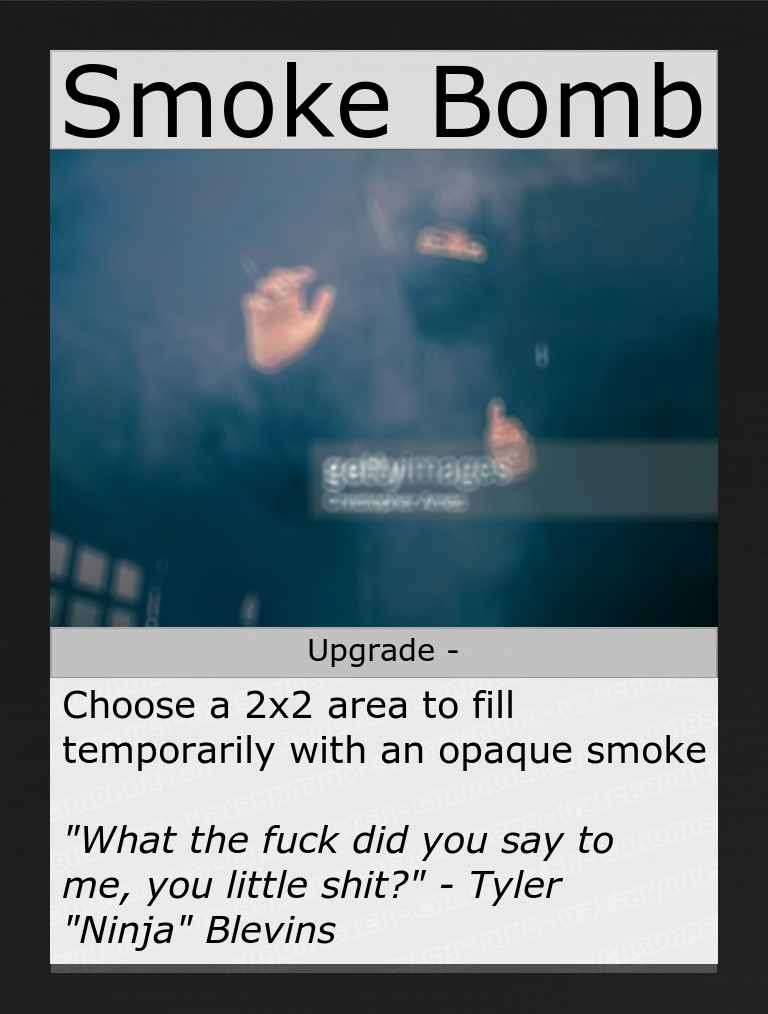 Smoke Bomb
gettyimages
Upgrade -
Choose a 2x2 area to fill
temporarily with an opaque smoke
"What the fuck did you say to
me, you little shit?" - Tyler
"Ninja" Blevins